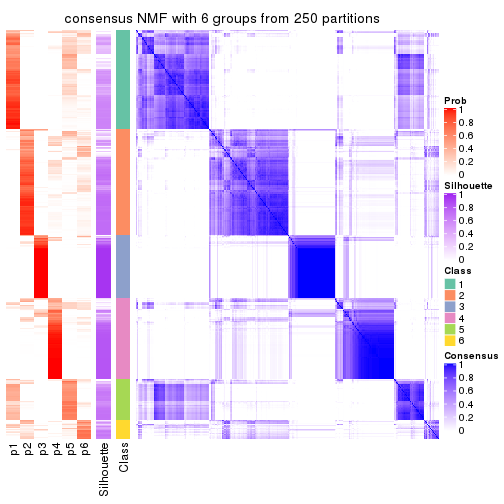 consensus NMF with 6 groups from 250 partitions
Prob
1
0.8
0.6
0.4
0.2
0
Silhouette
1
0.8
0.6
0.4
0.2
0
Class
1
2
3
4
5
6
Consensus
1
0.8
0.6
0.4
0.2
0
p1
p2
p3
p4
p5
p6
Silhouette
Class